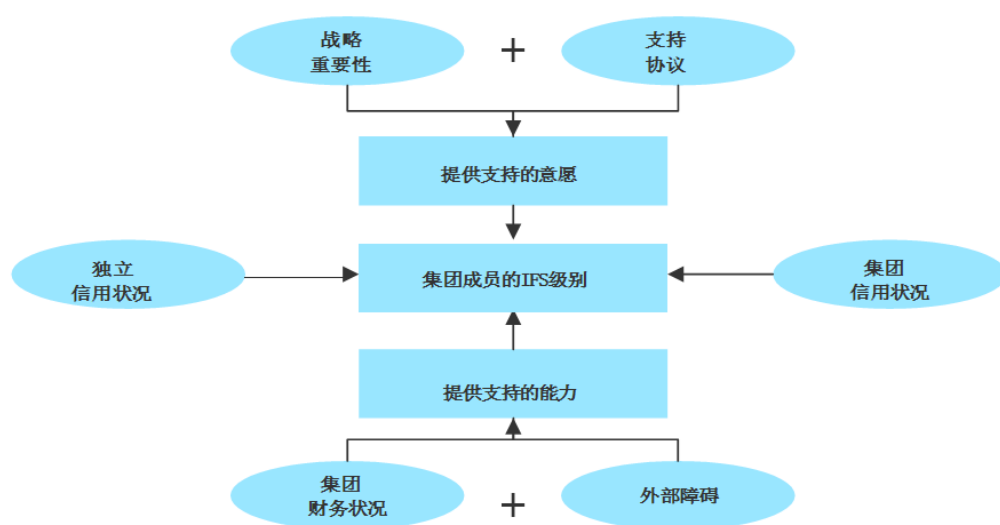 战略
重要性
+
支持
协议
提供支持的意愿
独立
信用状况
集团成员的IFS级别
集团
信用状况
提供支持的能力
集团
财务状况
+
外部障碍